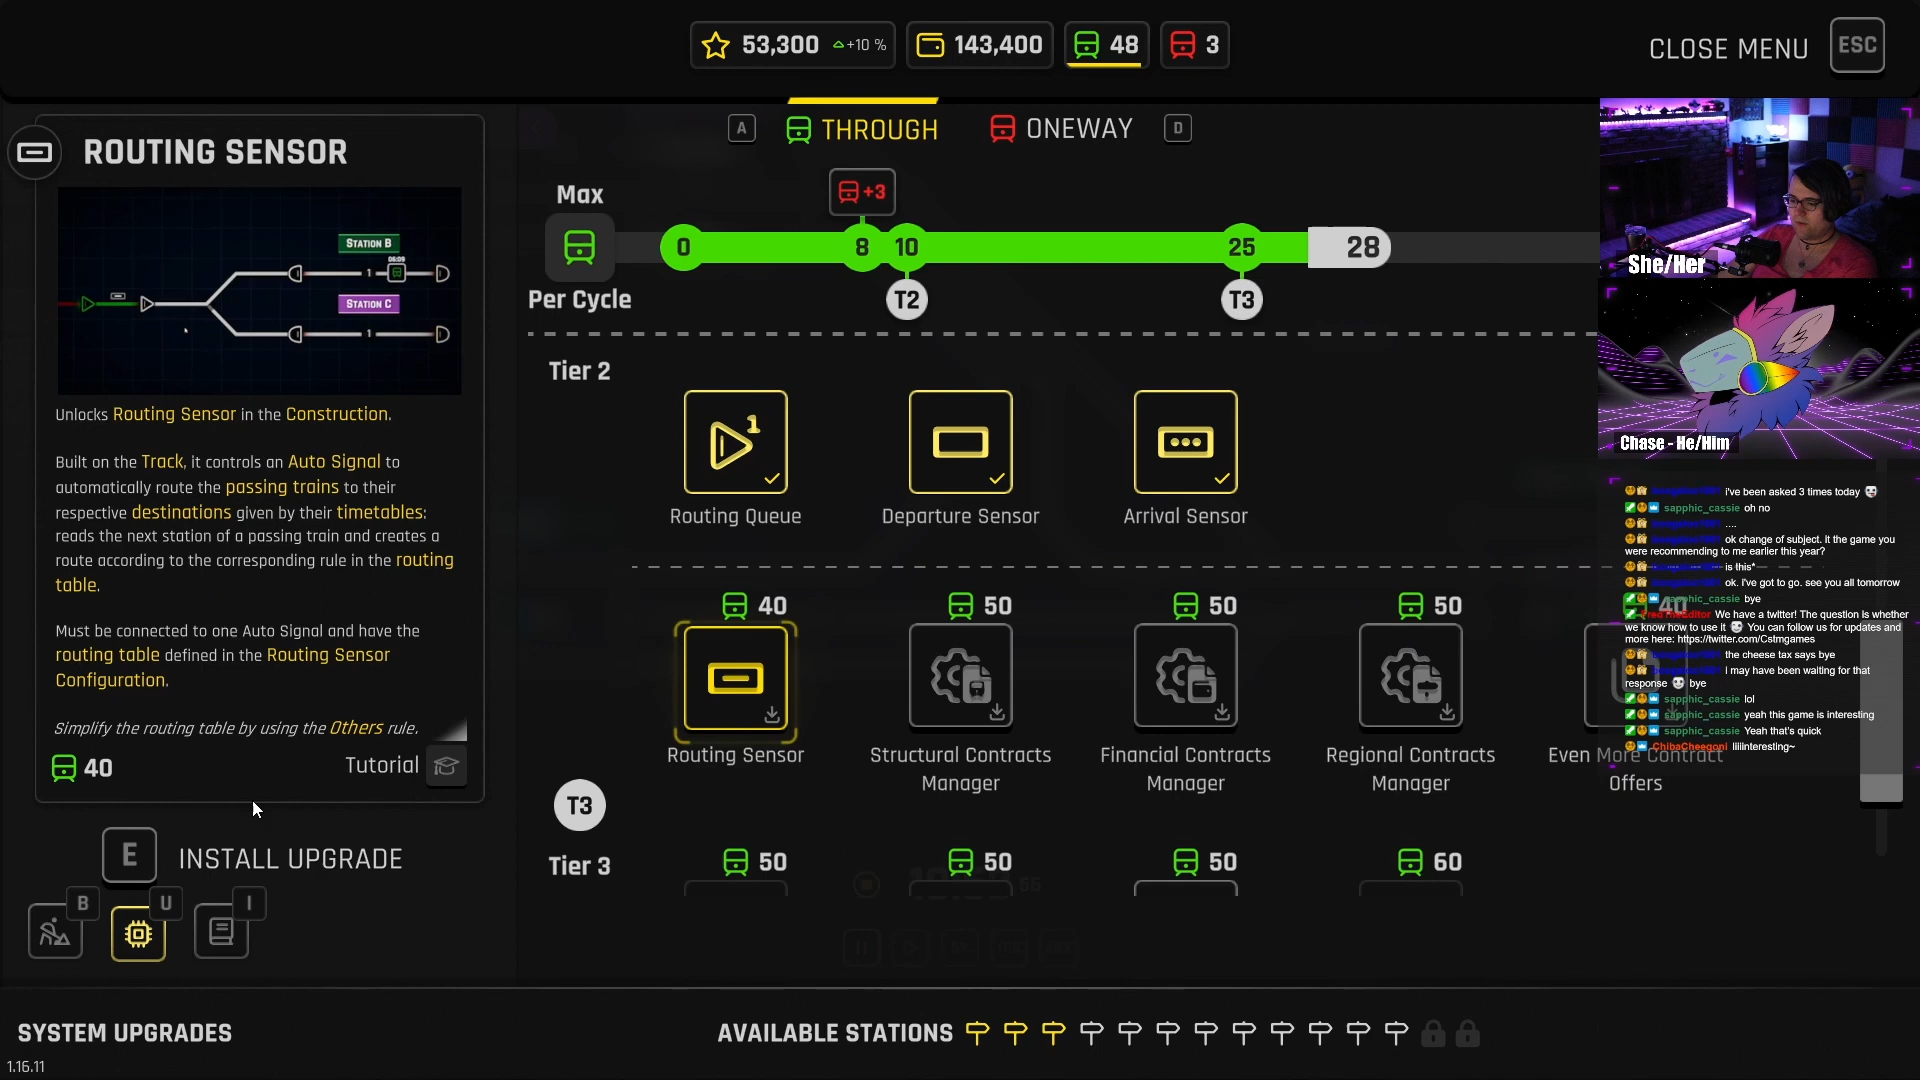 53,300 +10 %
143,400
48
3
CLOSE MENU ESC
ROUTING SENSOR
STATION B
06:09
1
STATION C
1
Unlocks Routing Sensor in the Construction.
Built on the Track, it controls an Auto Signal to
automatically route the passing trains to their
respective destinations given by their timetables:
reads the next station of a passing train and creates a
route according to the corresponding rule in the routing
table.
Must be connected to one Auto Signal and have the
routing table defined in the Routing Sensor
Configuration.
Simplify the routing table by using the Others rule.
40
Tutorial
E INSTALL UPGRADE
B U I
A THROUGH ONEWAY D
Max
Per Cycle
+3
0 8 10 25 28
T2 T3
Tier 2
1
Routing Queue
Departure Sensor
Arrival Sensor
40 50 50 50 40
Routing Sensor
Structural Contracts
Manager
Financial Contracts
Manager
Regional Contracts
Manager
Even More Contract
Offers
T3
Tier 3
50 50 50 60
She/Her
Chase - He/Him
i've been asked 3 times today
sapphic_cassie oh no
....
ok change of subject. it the game you
were recommending to me earlier this year?
is this*
ok. I've got to go. see you all tomorrow
sapphic_cassie bye
We have a twitter! The question is whether
we know how to use it You can follow us for updates and
more here: https://twitter.com/Cstmgames
the cheese tax says bye
I may have been waiting for that
response bye
sapphic_cassie lol
sapphic_cassie yeah this game is interesting
sapphic_cassie Yeah that's quick
ChibaCheegoni Iiiiinteresting~
SYSTEM UPGRADES
AVAILABLE STATIONS
1.16.11